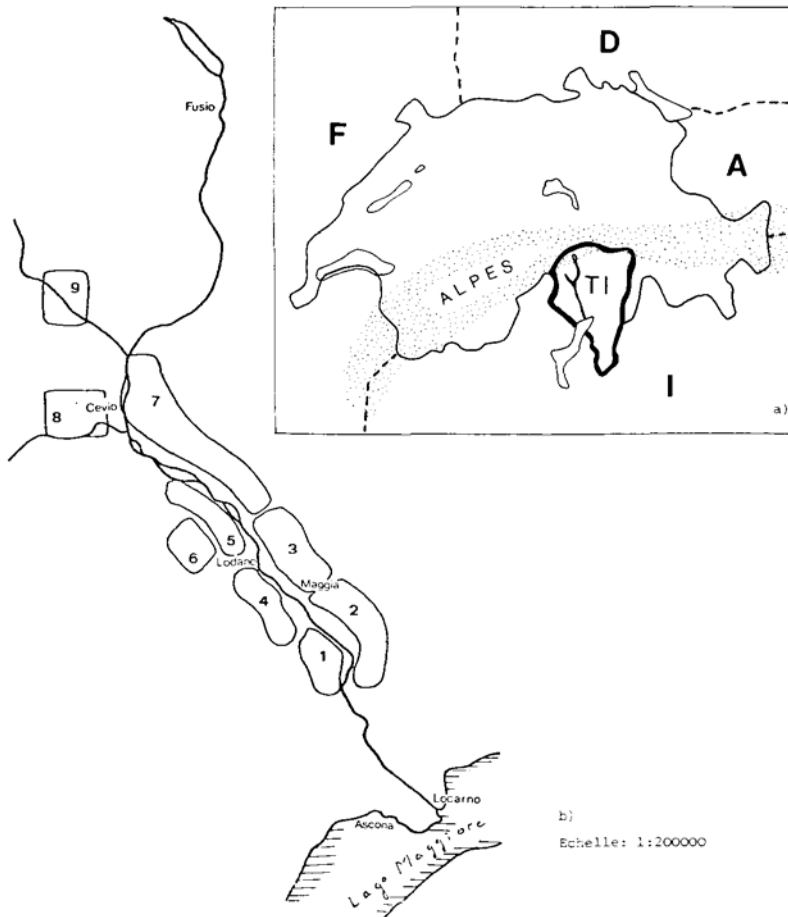 Fusio
9
8
Cevio
7
5
6
Lodano
3
Maggia
4
2
1
Locarno
Ascona
Lago Maggiore
D
F
A
ALPES
TI
I
a)
b)
Echelle: 1:200000